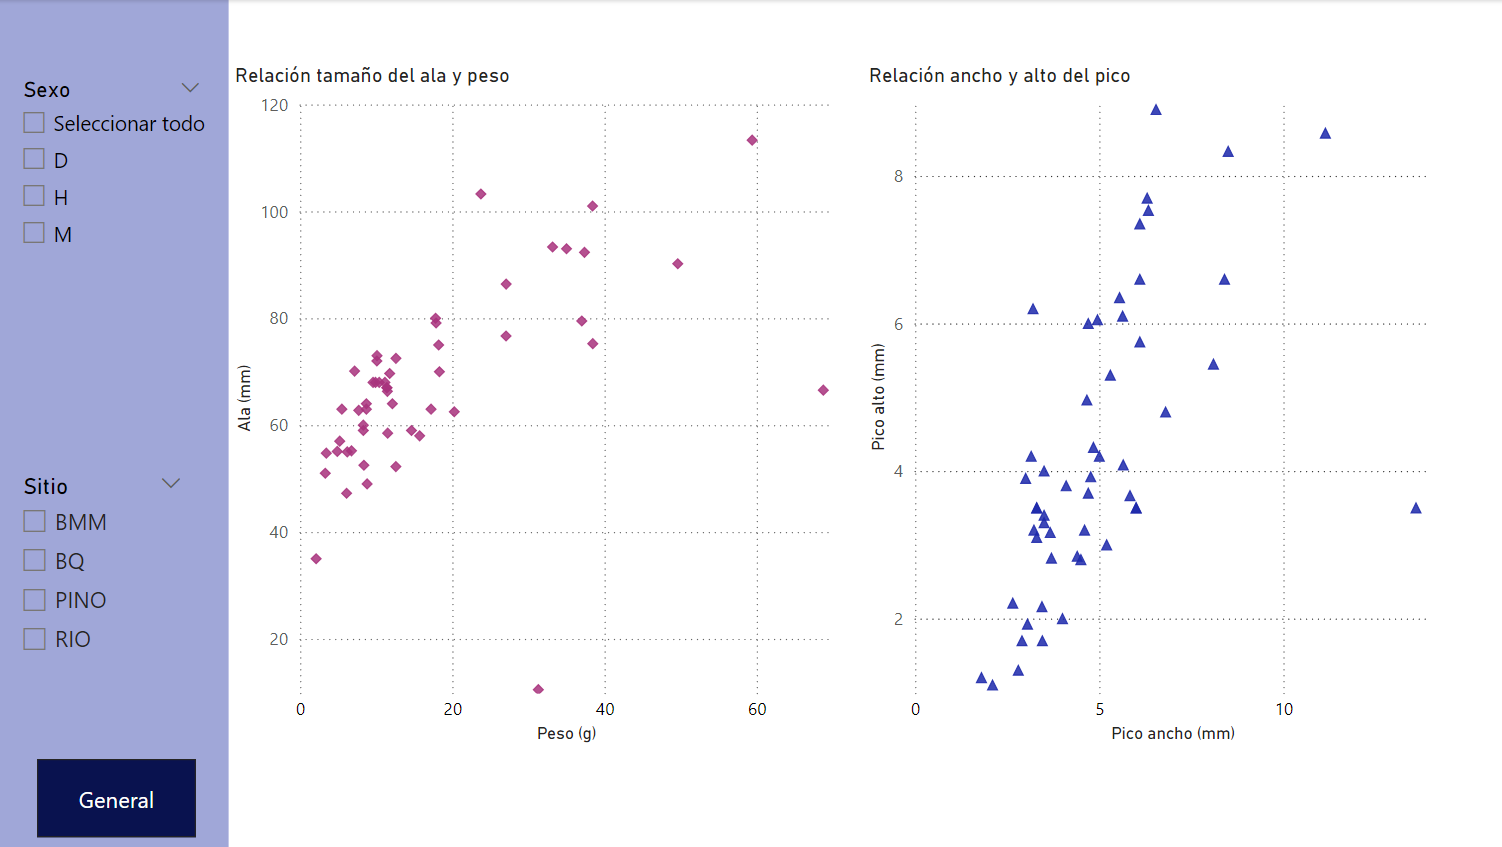 Sexo
Seleccionar todo
D
H
M
Sitio
BMM
BQ
PINO
RIO
General
Relación tamaño del ala y peso
120
100
80
60
40
20
Ala (mm)
0
20
40
60
Peso (g)
Relación ancho y alto del pico
8
6
4
2
Pico alto (mm)
0
5
10
Pico ancho (mm)